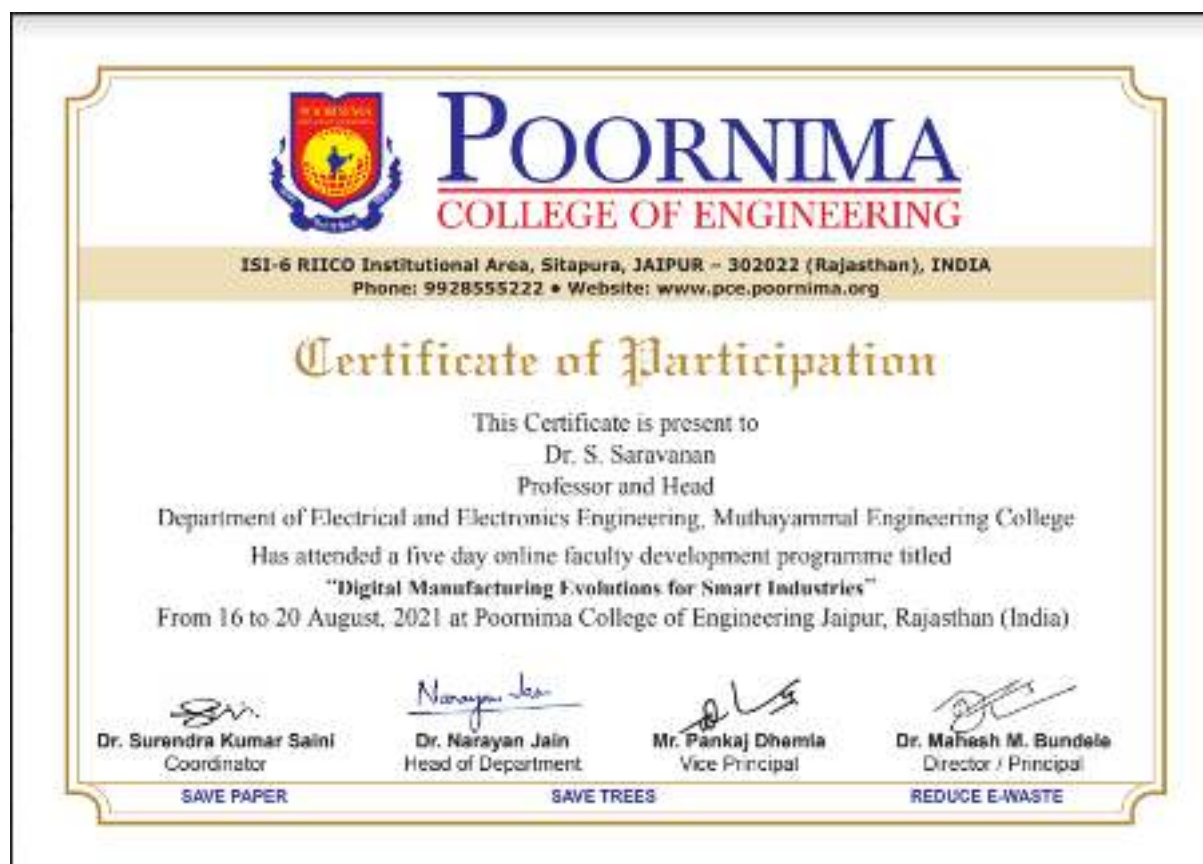 POORNIMA
POORNIMA
COLLEGE OF ENGINEERING
ISI-6 RIICO Institutional Area, Sitapura, JAIPUR – 302022 (Rajasthan), INDIA
Phone: 9928555222 • Website: www.pce.poornima.org
Certificate of Participation
This Certificate is present to
Dr. S. Saravanan
Professor and Head
Department of Electrical and Electronics Engineering, Muthayammal Engineering College
Has attended a five day online faculty development programme titled
"Digital Manufacturing Evolutions for Smart Industries"
From 16 to 20 August, 2021 at Poornima College of Engineering Jaipur, Rajasthan (India)
Narayan Jain
Dr. Surendra Kumar Saini Dr. Narayan Jain Mr. Pankaj Dhemla Dr. Mahesh M. Bundele
Coordinator Head of Department Vice Principal Director / Principal
SAVE PAPER SAVE TREES REDUCE E-WASTE